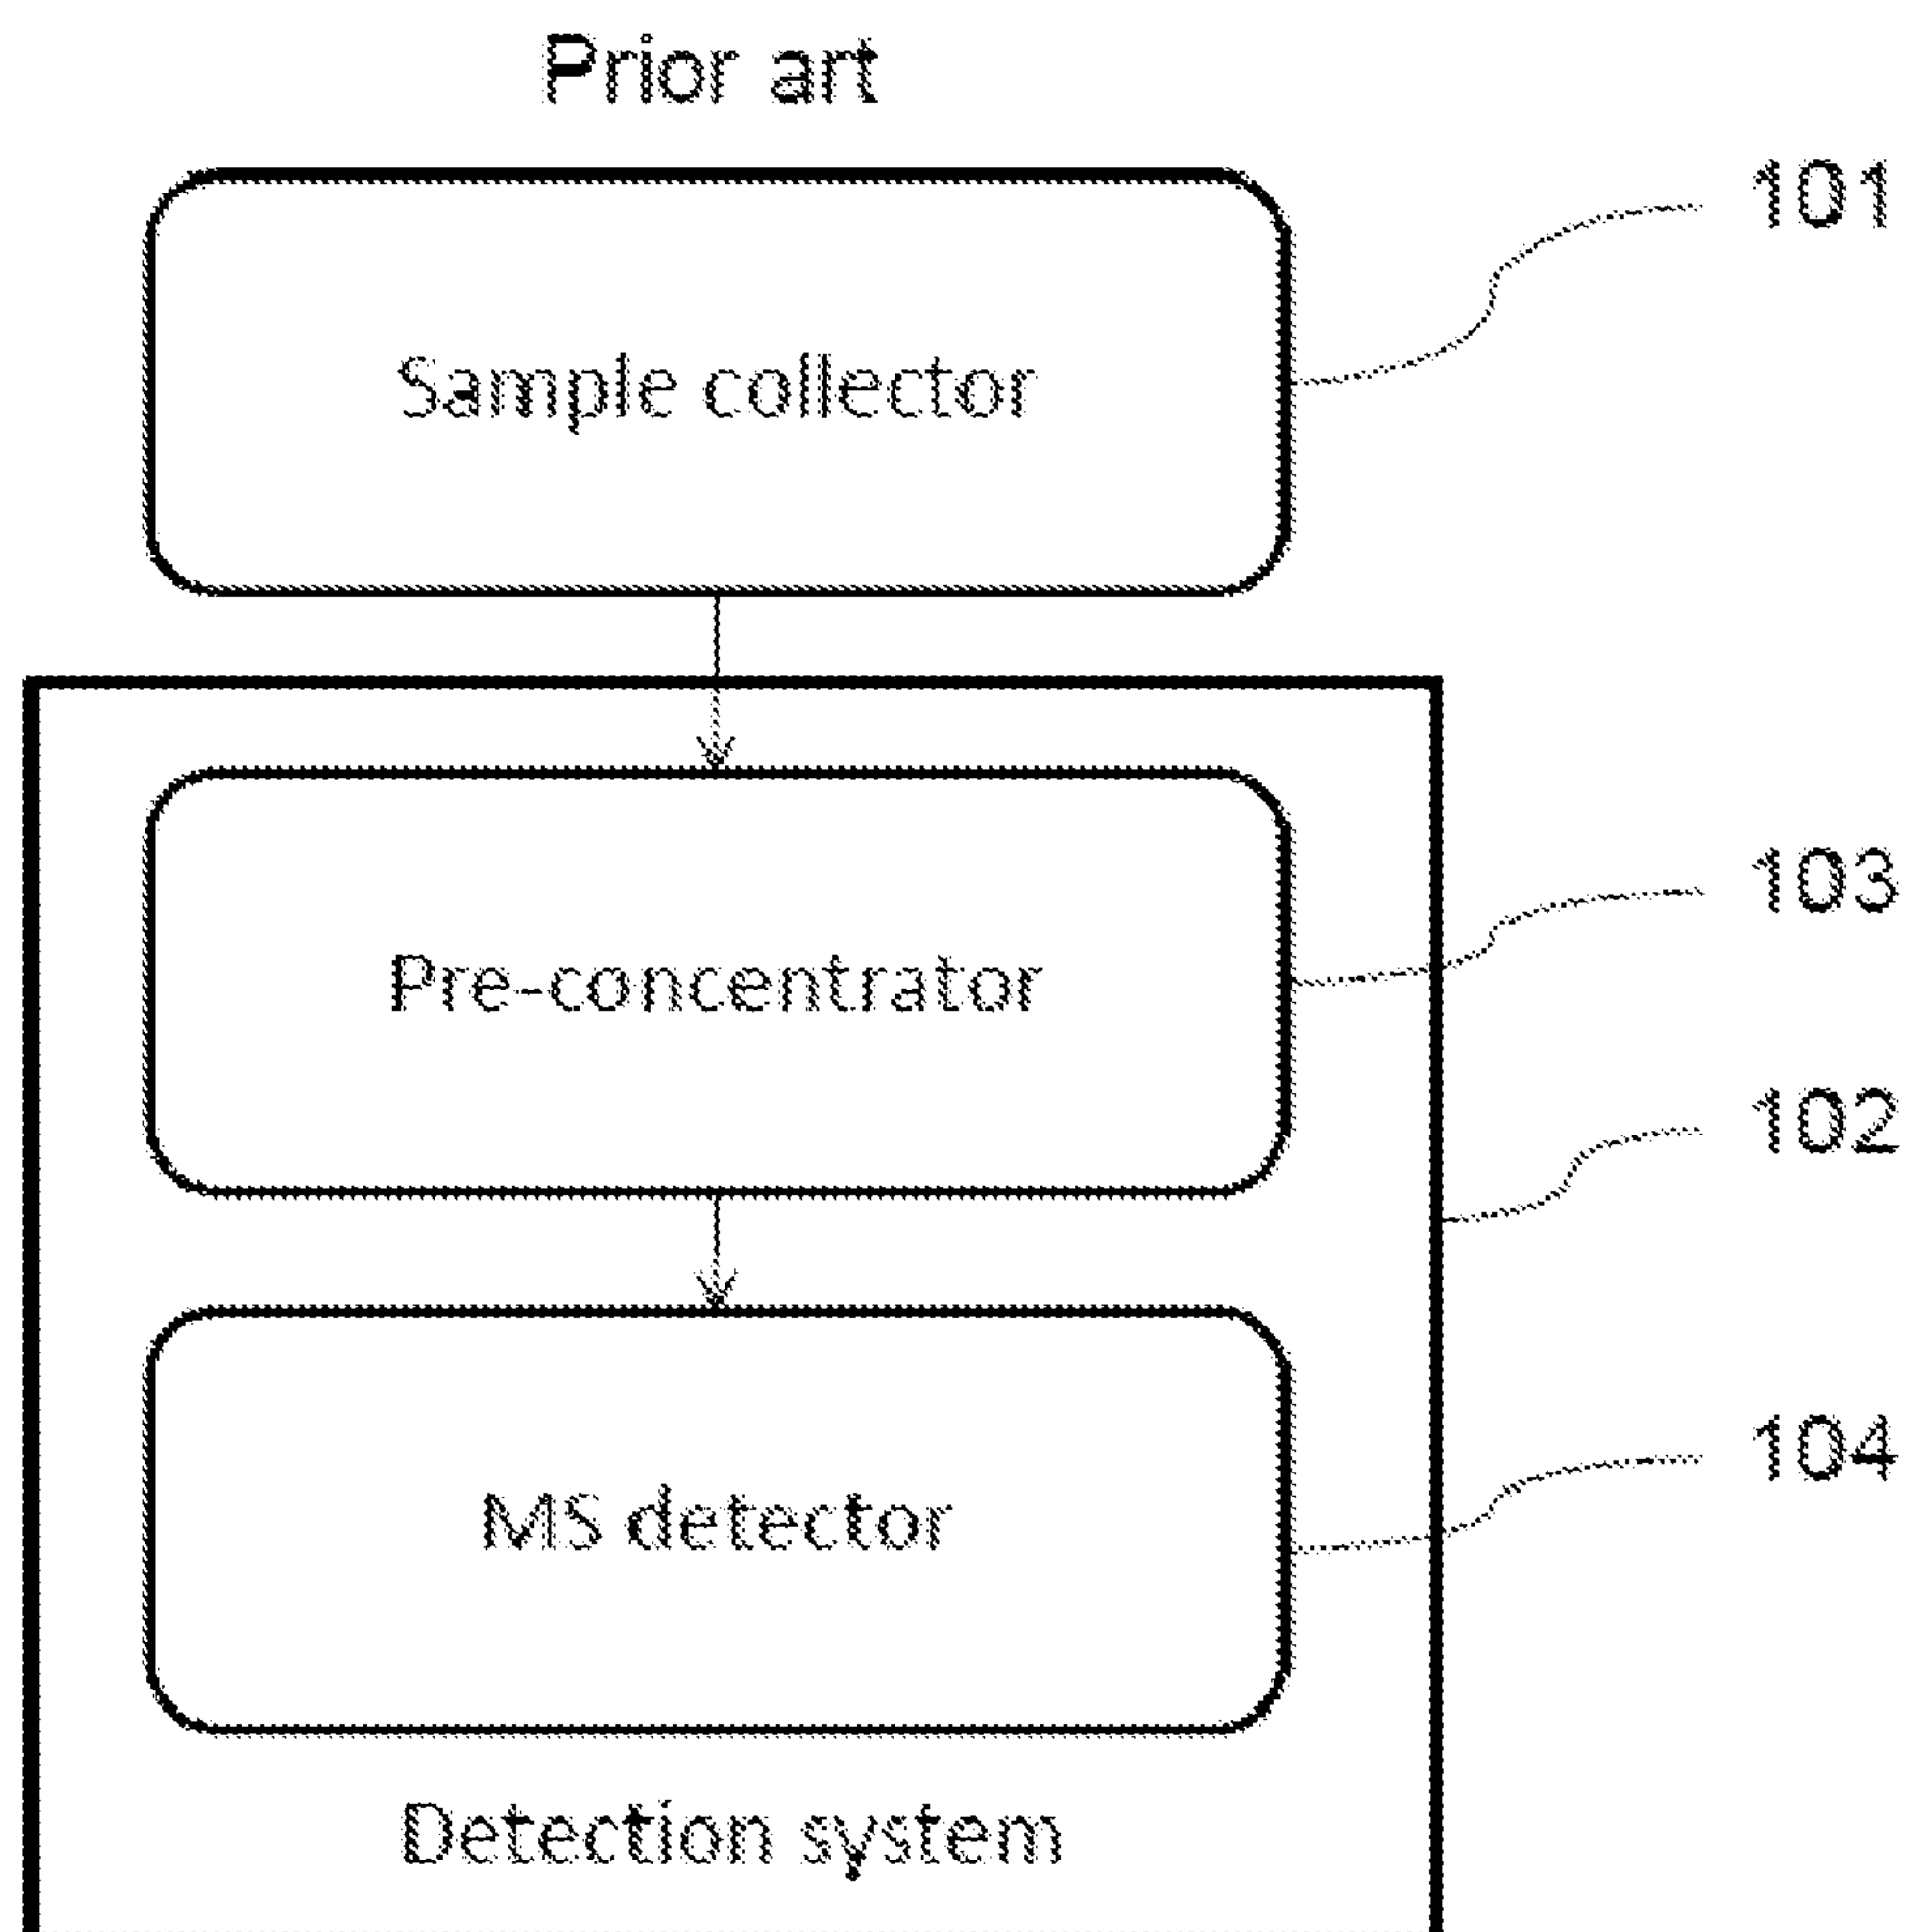 Prior art
101
Sample collector
103
Pre-concentrator
102
104
MS detector
Detection system